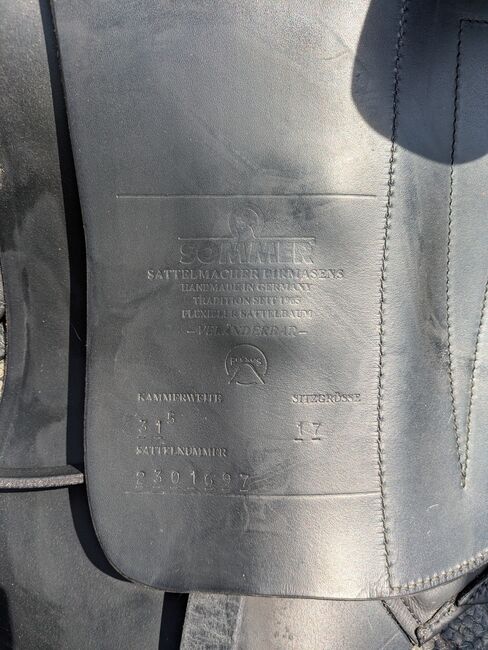 SOMMER
SATTELMACHER PIRMASENS
HANDMADE IN GERMANY
TRADITION SEIT 1965
FLEXIBLER SATTELBAUM
-VERÄNDERBAR-
KAMMERWEITE SITZGRÖSSE
31⁵ 17
SATTELNUMMER
2301697